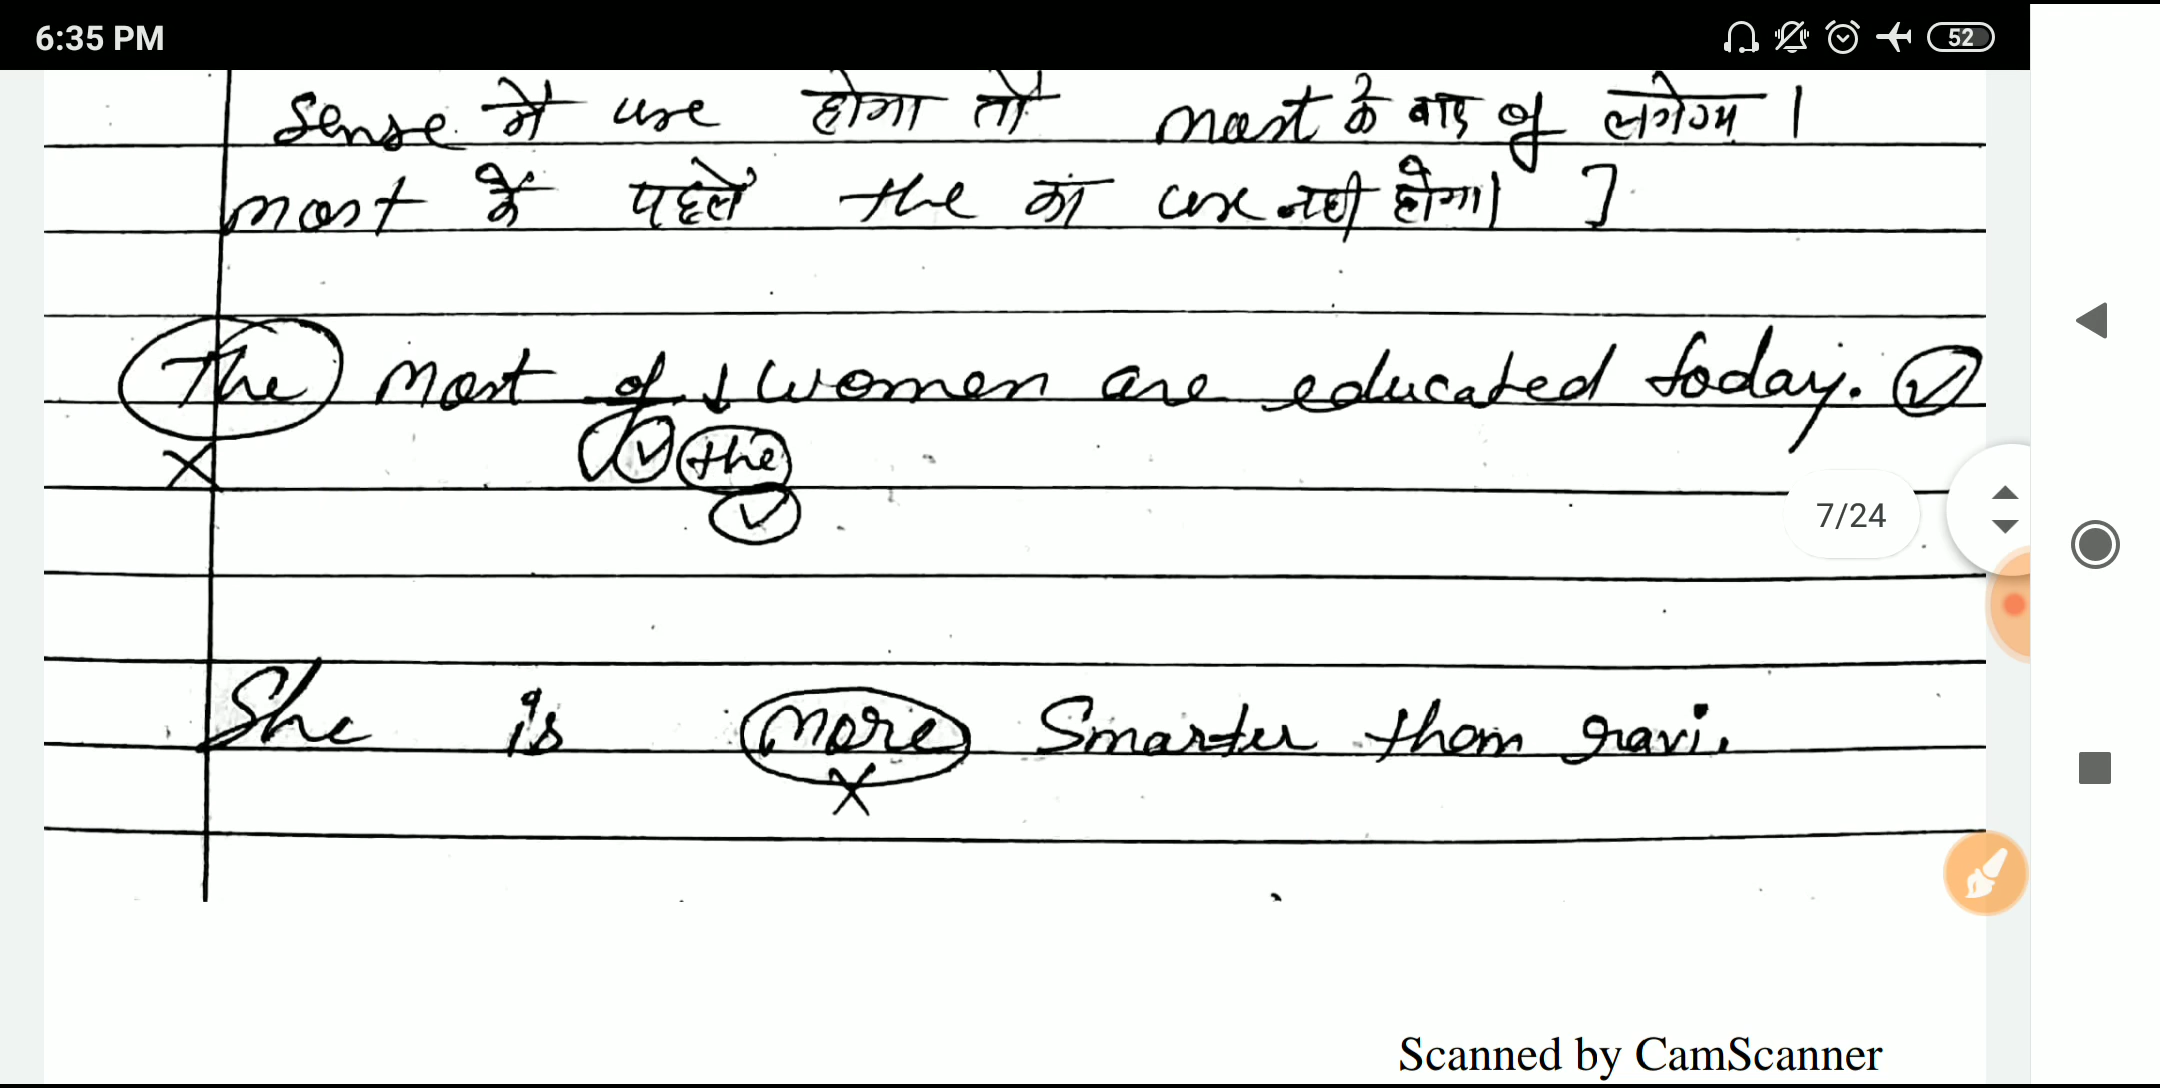 6:35 PM
52
sense में use होगा तो most के बाद of लगेगा।
most के पहले the का use नही होगा। ]
The most of ↓ women are educated today.
the
7/24
She is more Smarter than ravi.
Scanned by CamScanner